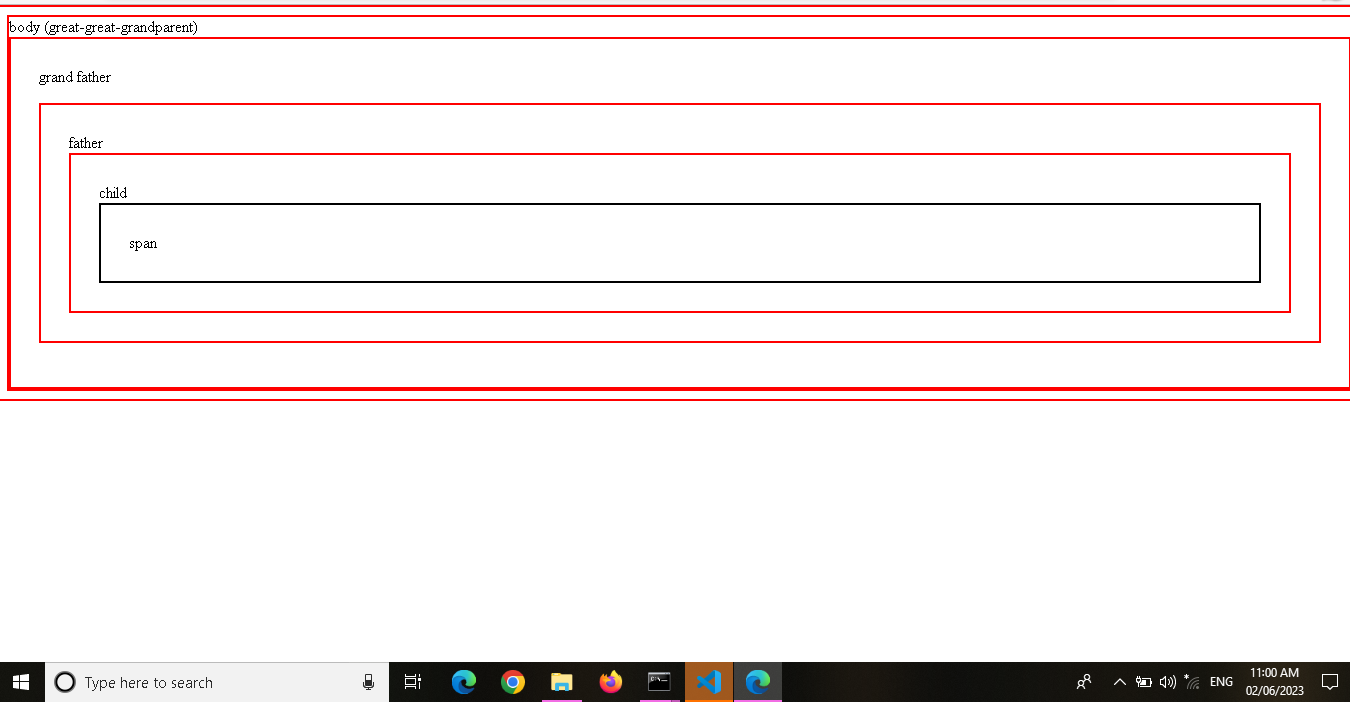 body (great-great-grandparent)
grand father
father
child
span
Type here to search
ENG
11:00 AM
02/06/2023